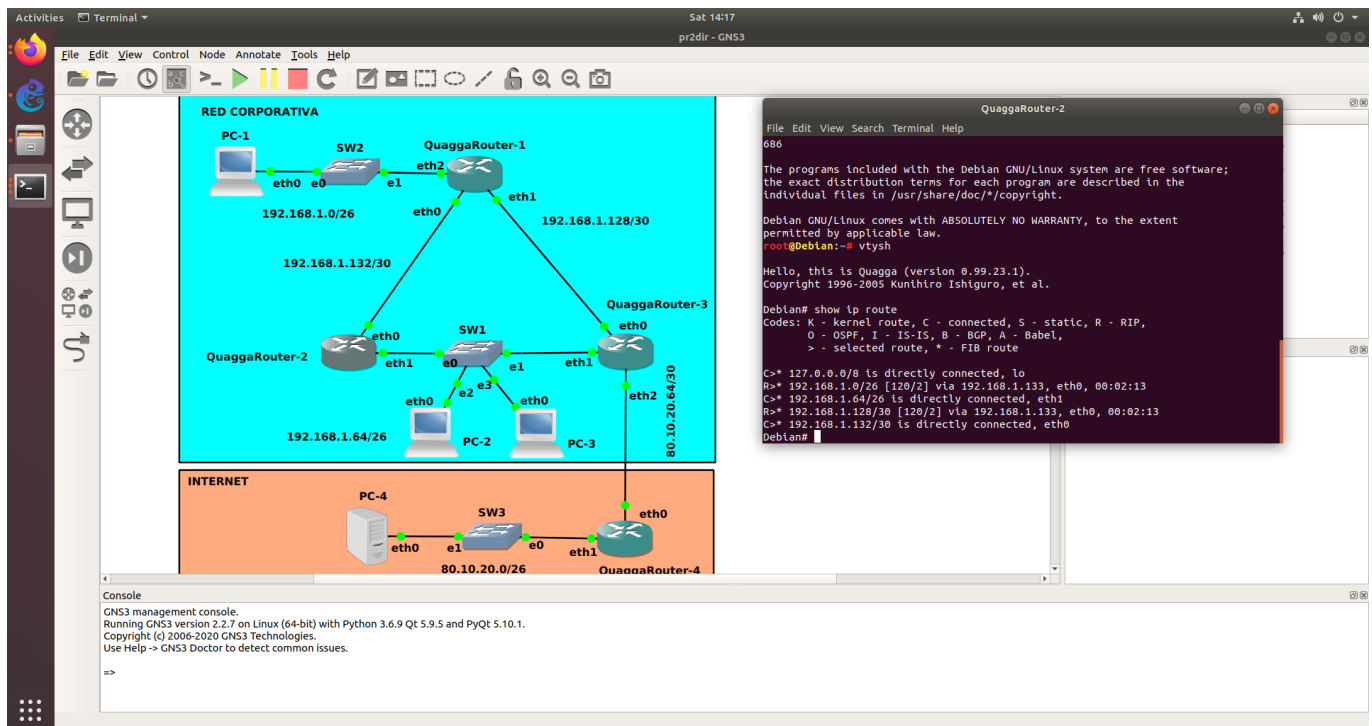 Activities Terminal Sat 14:17
pr2dir - GNS3
File Edit View Control Node Annotate Tools Help
RED CORPORATIVA
PC-1
SW2
QuaggaRouter-1
eth2
eth0 e0 e1
eth1
192.168.1.0/26
eth0
192.168.1.128/30
192.168.1.132/30
QuaggaRouter-3
eth0
SW1
eth0
QuaggaRouter-2
eth1 e0 e1 eth1
e2 e3
eth0 eth0
eth2
80.10.20.64/30
192.168.1.64/26
PC-2
PC-3
INTERNET
PC-4
SW3
eth0
eth0 e1 e0 eth1
80.10.20.0/26
QuaggaRouter-4
QuaggaRouter-2
File Edit View Search Terminal Help
686
The programs included with the Debian GNU/Linux system are free software;
the exact distribution terms for each program are described in the
individual files in /usr/share/doc/*/copyright.
Debian GNU/Linux comes with ABSOLUTELY NO WARRANTY, to the extent
permitted by applicable law.
root@Debian:~# vtysh
Hello, this is Quagga (version 0.99.23.1).
Copyright 1996-2005 Kunihiro Ishiguro, et al.
Debian# show ip route
Codes: K - kernel route, C - connected, S - static, R - RIP,
O - OSPF, I - IS-IS, B - BGP, A - Babel,
> - selected route, * - FIB route
C>* 127.0.0.0/8 is directly connected, lo
R>* 192.168.1.0/26 [120/2] via 192.168.1.133, eth0, 00:02:13
C>* 192.168.1.64/26 is directly connected, eth1
R>* 192.168.1.128/30 [120/2] via 192.168.1.133, eth0, 00:02:13
C>* 192.168.1.132/30 is directly connected, eth0
Debian#
Console
GNS3 management console.
Running GNS3 version 2.2.7 on Linux (64-bit) with Python 3.6.9 Qt 5.9.5 and PyQt 5.10.1.
Copyright (c) 2006-2020 GNS3 Technologies.
Use Help -> GNS3 Doctor to detect common issues.
=>